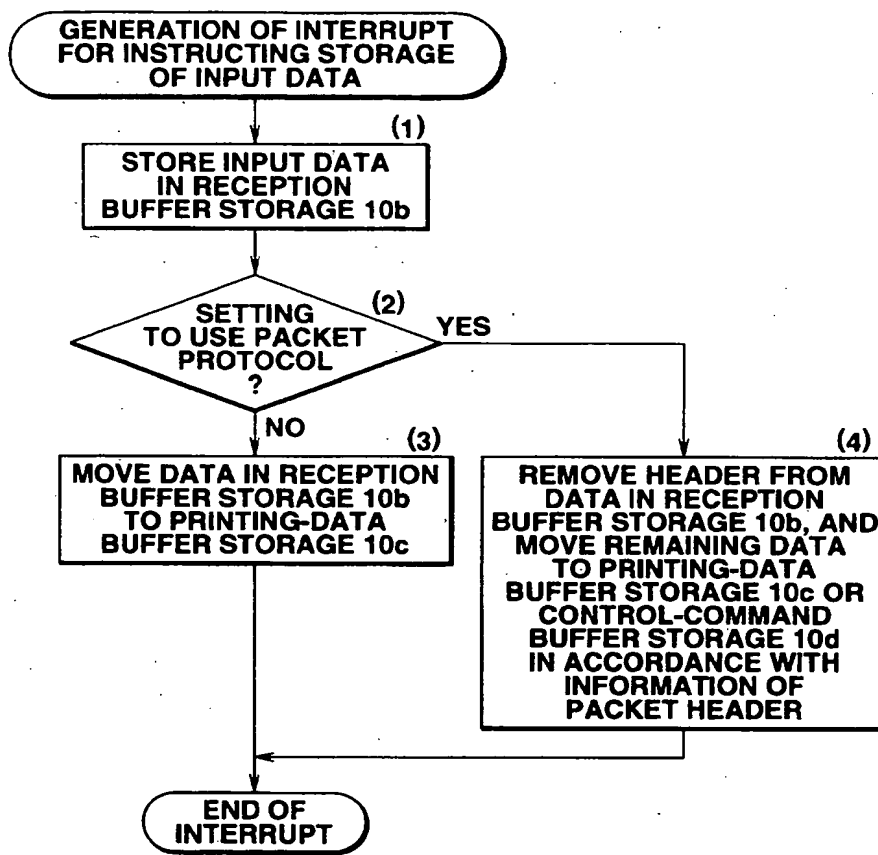 GENERATION OF INTERRUPT
FOR INSTRUCTING STORAGE
OF INPUT DATA
(1)
STORE INPUT DATA
IN RECEPTION
BUFFER STORAGE 10b
(2)
SETTING
TO USE PACKET
PROTOCOL
?
YES
NO
(3)
MOVE DATA IN RECEPTION
BUFFER STORAGE 10b
TO PRINTING-DATA
BUFFER STORAGE 10c
(4)
REMOVE HEADER FROM
DATA IN RECEPTION
BUFFER STORAGE 10b, AND
MOVE REMAINING DATA
TO PRINTING-DATA
BUFFER STORAGE 10c OR
CONTROL-COMMAND
BUFFER STORAGE 10d
IN ACCORDANCE WITH
INFORMATION OF
PACKET HEADER
END OF
INTERRUPT